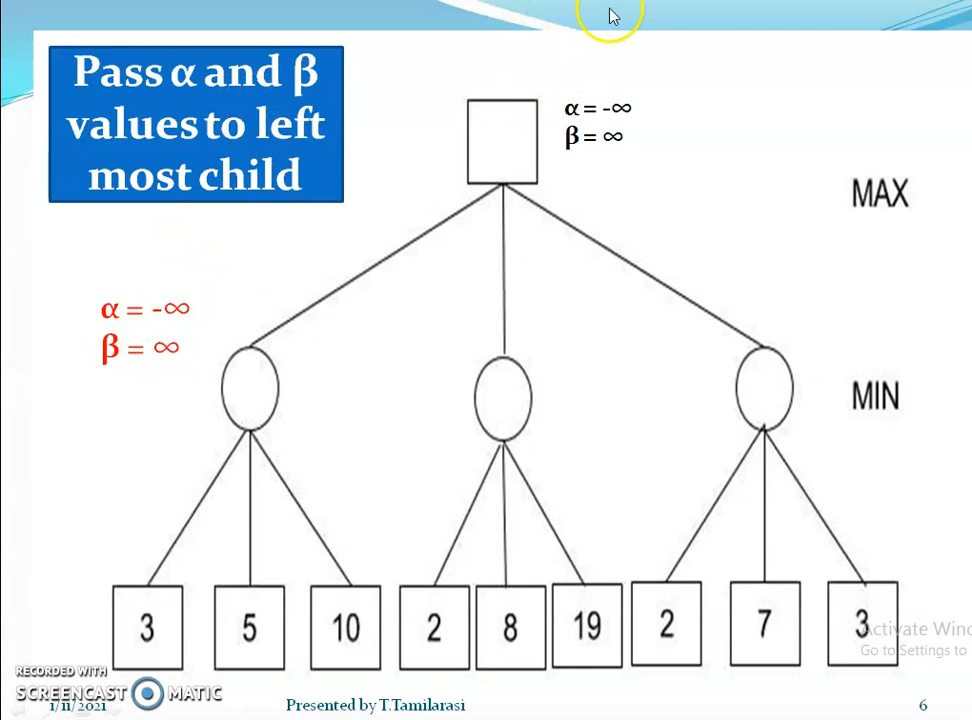 Pass α and β
values to left
most child
α = -∞
β = ∞
MAX
α = -∞
β = ∞
MIN
3 5 10 2 8 19 2 7 3
Activate Wind
Go to Settings to
RECORDED WITH
SCREENCAST MATIC
1/11/2021 Presented by T.Tamilarasi 6